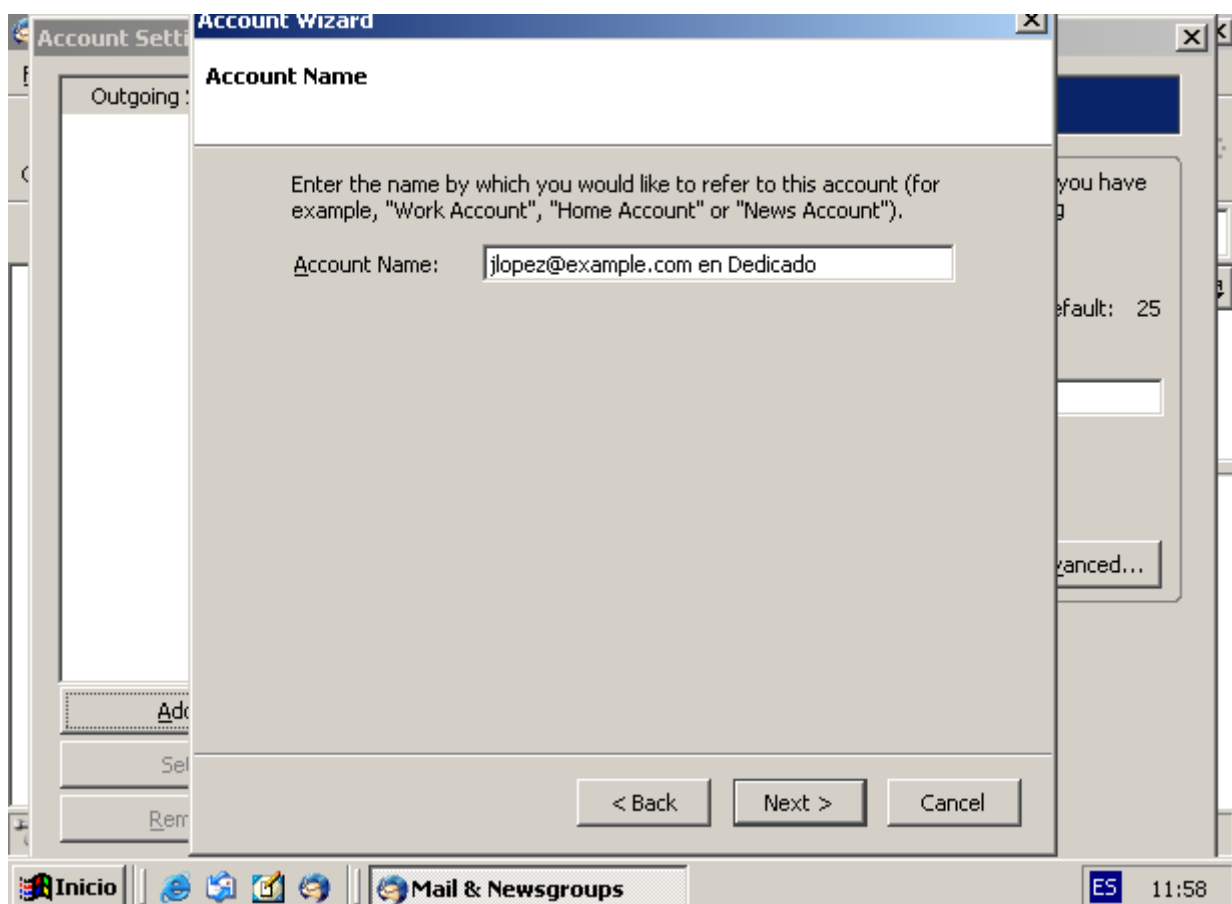 Account Wizard
Account Setti
Account Name
Outgoing
Enter the name by which you would like to refer to this account (for
example, "Work Account", "Home Account" or "News Account").
you have
Account Name:
jlopez@example.com en Dedicado
efault: 25
vanced...
Add
Sel
Rem
< Back
Next >
Cancel
Inicio
Mail & Newsgroups
ES
11:58